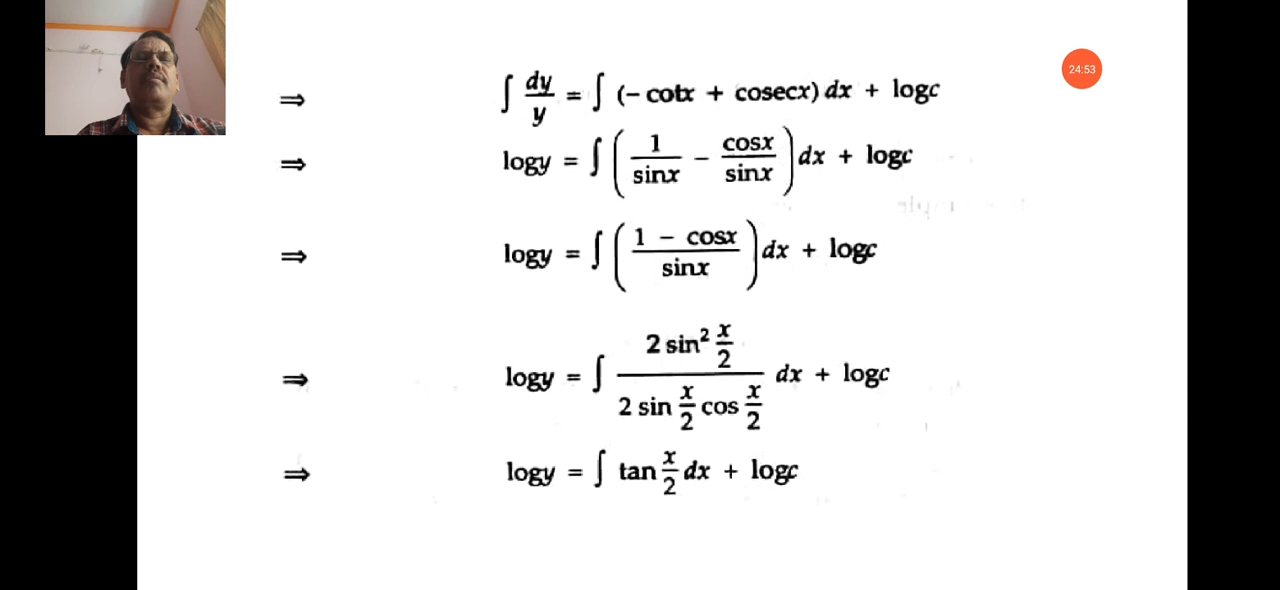 24:53
⇒ ∫ dy/y = ∫ (– cotx + cosecx) dx + logc
⇒ logy = ∫ (1/sinx – cosx/sinx) dx + logc
⇒ logy = ∫ ((1 – cosx)/sinx) dx + logc
⇒ logy = ∫ (2 sin² x/2)/(2 sin x/2 cos x/2) dx + logc
⇒ logy = ∫ tan x/2 dx + logc